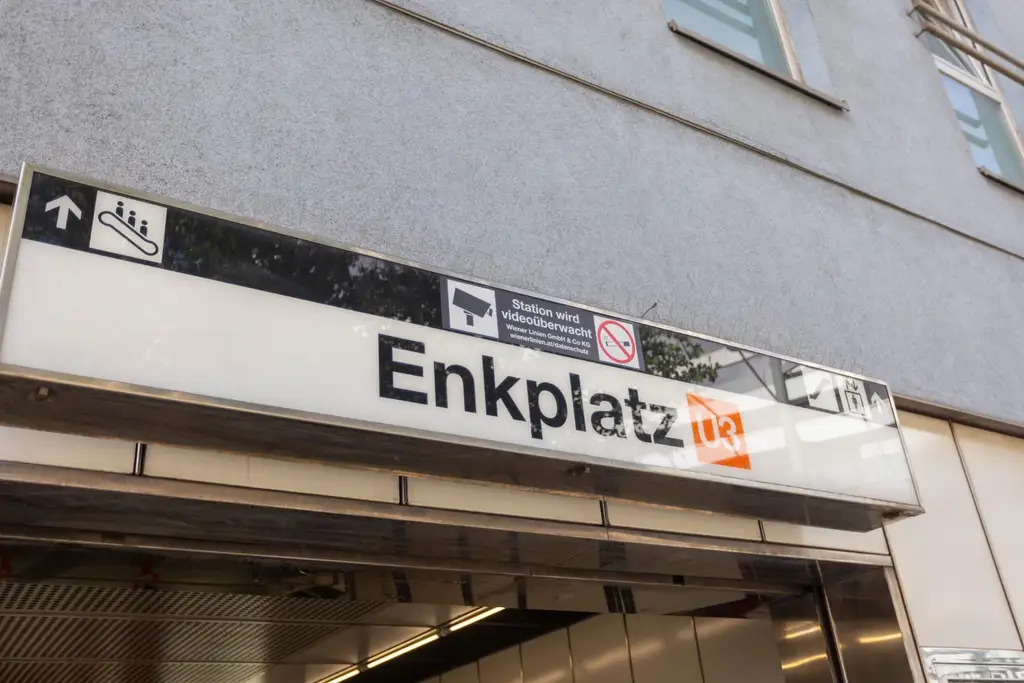 Station wird
videoüberwacht
Wiener Linien GmbH & Co KG
wienerlinien.at/datenschutz
Enkplatz U3